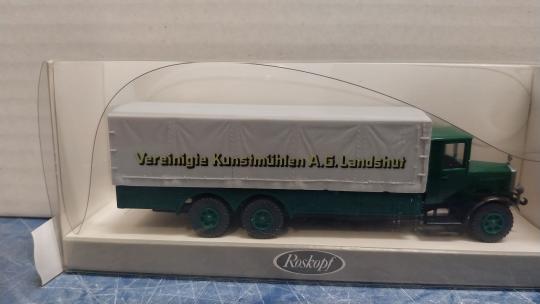 Vereinigte Kunstmühlen A.G. Landshut
Roskopf